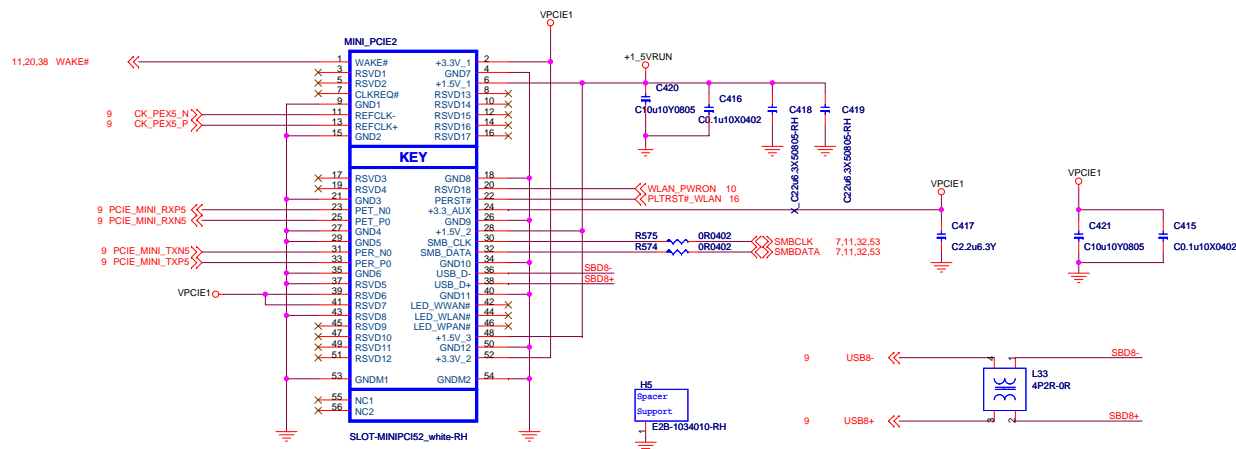 VPCIE1
MINI_PCIE2
11,20,38 WAKE#
1 WAKE# +3.3V_1 2
3 RSVD1 GND7 4
5 RSVD2 +1.5V_1 6
7 CLKREQ# RSVD13 8
9 GND1 RSVD14 10
11 REFCLK- RSVD15 12
13 REFCLK+ RSVD16 14
15 GND2 RSVD17 16
9 CK_PEX5_N
9 CK_PEX5_P
KEY
17 RSVD3 GND8 18
19 RSVD4 RSVD18 20
21 GND3 PERST# 22
23 PET_N0 +3.3_AUX 24
25 PET_P0 GND9 26
27 GND4 +1.5V_2 28
29 GND5 SMB_CLK 30
31 PER_N0 SMB_DATA 32
33 PER_P0 GND10 34
35 GND6 USB_D- 36
37 RSVD5 USB_D+ 38
39 RSVD6 GND11 40
41 RSVD7 LED_WWAN# 42
43 RSVD8 LED_WLAN# 44
45 RSVD9 LED_WPAN# 46
47 RSVD10 +1.5V_3 48
49 RSVD11 GND12 50
51 RSVD12 +3.3V_2 52
53 GNDM1 GNDM2 54
55 NC1
56 NC2
SLOT-MINIPCI52_white-RH
9 PCIE_MINI_RXP5
9 PCIE_MINI_RXN5
9 PCIE_MINI_TXN5
9 PCIE_MINI_TXP5
VPCIE1
+1_5VRUN
C420
C10u10Y0805
C416
C0.1u10X0402
C418
X_C22u6.3X50805-RH
C419
C22u6.3X50805-RH
WLAN_PWRON 10
PLTRST#_WLAN 16
R575 0R0402 SMBCLK 7,11,32,53
R574 0R0402 SMBDATA 7,11,32,53
SBD8-
SBD8+
VPCIE1
C417
C2.2u6.3Y
VPCIE1
C421
C10u10Y0805
C415
C0.1u10X0402
H5
Spacer
Support
1
E2B-1034010-RH
9 USB8- 4 1 SBD8-
L33
4P2R-0R
9 USB8+ 3 2 SBD8+